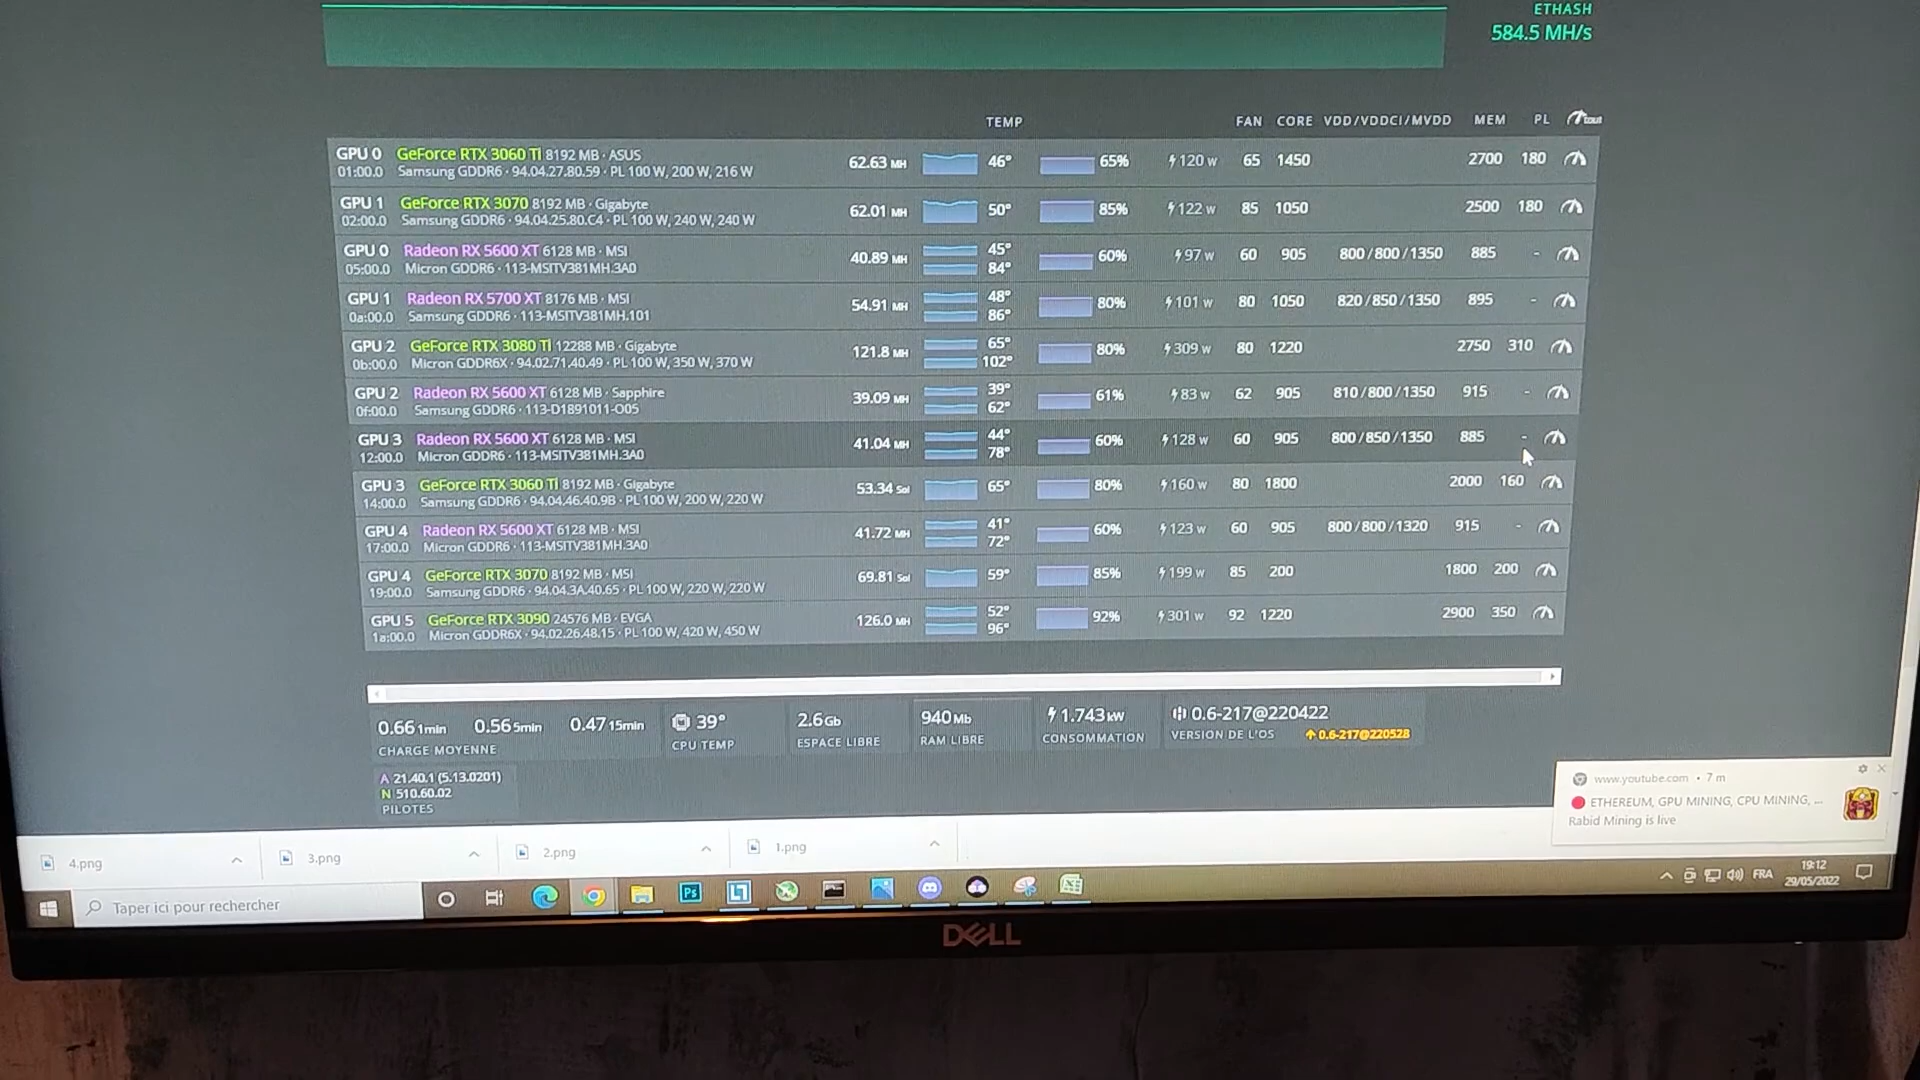 ETHASH
584.5 MH/s
TEMP FAN CORE VDD/VDDCI/MVDD MEM PL
GPU 0 GeForce RTX 3060 Ti 8192 MB · ASUS 62.63 MH 46° 65% 120 W 65 1450 2700 180
01:00.0 Samsung GDDR6 · 94.04.27.80.59 · PL 100 W, 200 W, 216 W
GPU 1 GeForce RTX 3070 8192 MB · Gigabyte 62.01 MH 50° 85% 122 W 85 1050 2500 180
02:00.0 Samsung GDDR6 · 94.04.25.80.C4 · PL 100 W, 240 W, 240 W
GPU 0 Radeon RX 5600 XT 6128 MB · MSI 40.89 MH 45° 60% 97 W 60 905 800/800/1350 885 -
05:00.0 Micron GDDR6 · 113-MSITV381MH.3A0 84°
GPU 1 Radeon RX 5700 XT 8176 MB · MSI 54.91 MH 48° 80% 101 W 80 1050 820/850/1350 895 -
0a:00.0 Samsung GDDR6 · 113-MSITV381MH.101 86°
GPU 2 GeForce RTX 3080 Ti 12288 MB · Gigabyte 121.8 MH 65° 80% 309 W 80 1220 2750 310
0b:00.0 Micron GDDR6X · 94.02.71.40.49 · PL 100 W, 350 W, 370 W 102°
GPU 2 Radeon RX 5600 XT 6128 MB · Sapphire 39.09 MH 39° 61% 83 W 62 905 810/800/1350 915 -
0f:00.0 Samsung GDDR6 · 113-D1891011-O05 62°
GPU 3 Radeon RX 5600 XT 6128 MB · MSI 41.04 MH 44° 60% 128 W 60 905 800/850/1350 885 -
12:00.0 Micron GDDR6 · 113-MSITV381MH.3A0 78°
GPU 3 GeForce RTX 3060 Ti 8192 MB · Gigabyte 53.34 Sol 65° 80% 160 W 80 1800 2000 160
14:00.0 Samsung GDDR6 · 94.04.46.40.9B · PL 100 W, 200 W, 220 W
GPU 4 Radeon RX 5600 XT 6128 MB · MSI 41.72 MH 41° 60% 123 W 60 905 800/800/1320 915 -
17:00.0 Micron GDDR6 · 113-MSITV381MH.3A0 72°
GPU 4 GeForce RTX 3070 8192 MB · MSI 69.81 Sol 59° 85% 199 W 85 200 1800 200
19:00.0 Samsung GDDR6 · 94.04.3A.40.65 · PL 100 W, 220 W, 220 W
GPU 5 GeForce RTX 3090 24576 MB · EVGA 126.0 MH 52° 92% 301 W 92 1220 2900 350
1a:00.0 Micron GDDR6X · 94.02.26.48.15 · PL 100 W, 420 W, 450 W 96°
0.66 1min 0.56 5min 0.47 15min 39° 2.6 Gb 940 Mb 1.743 kW 0.6-217@220422
CHARGE MOYENNE CPU TEMP ESPACE LIBRE RAM LIBRE CONSOMMATION VERSION DE L'OS 0.6-217@220528
A 21.40.1 (5.13.0201)
N 510.60.02
PILOTES
www.youtube.com • 7 m
ETHEREUM, GPU MINING, CPU MINING, ...
Rabid Mining is live
4.png 3.png 2.png 1.png
Taper ici pour rechercher
Ps
FRA
19:12
29/05/2022
DELL